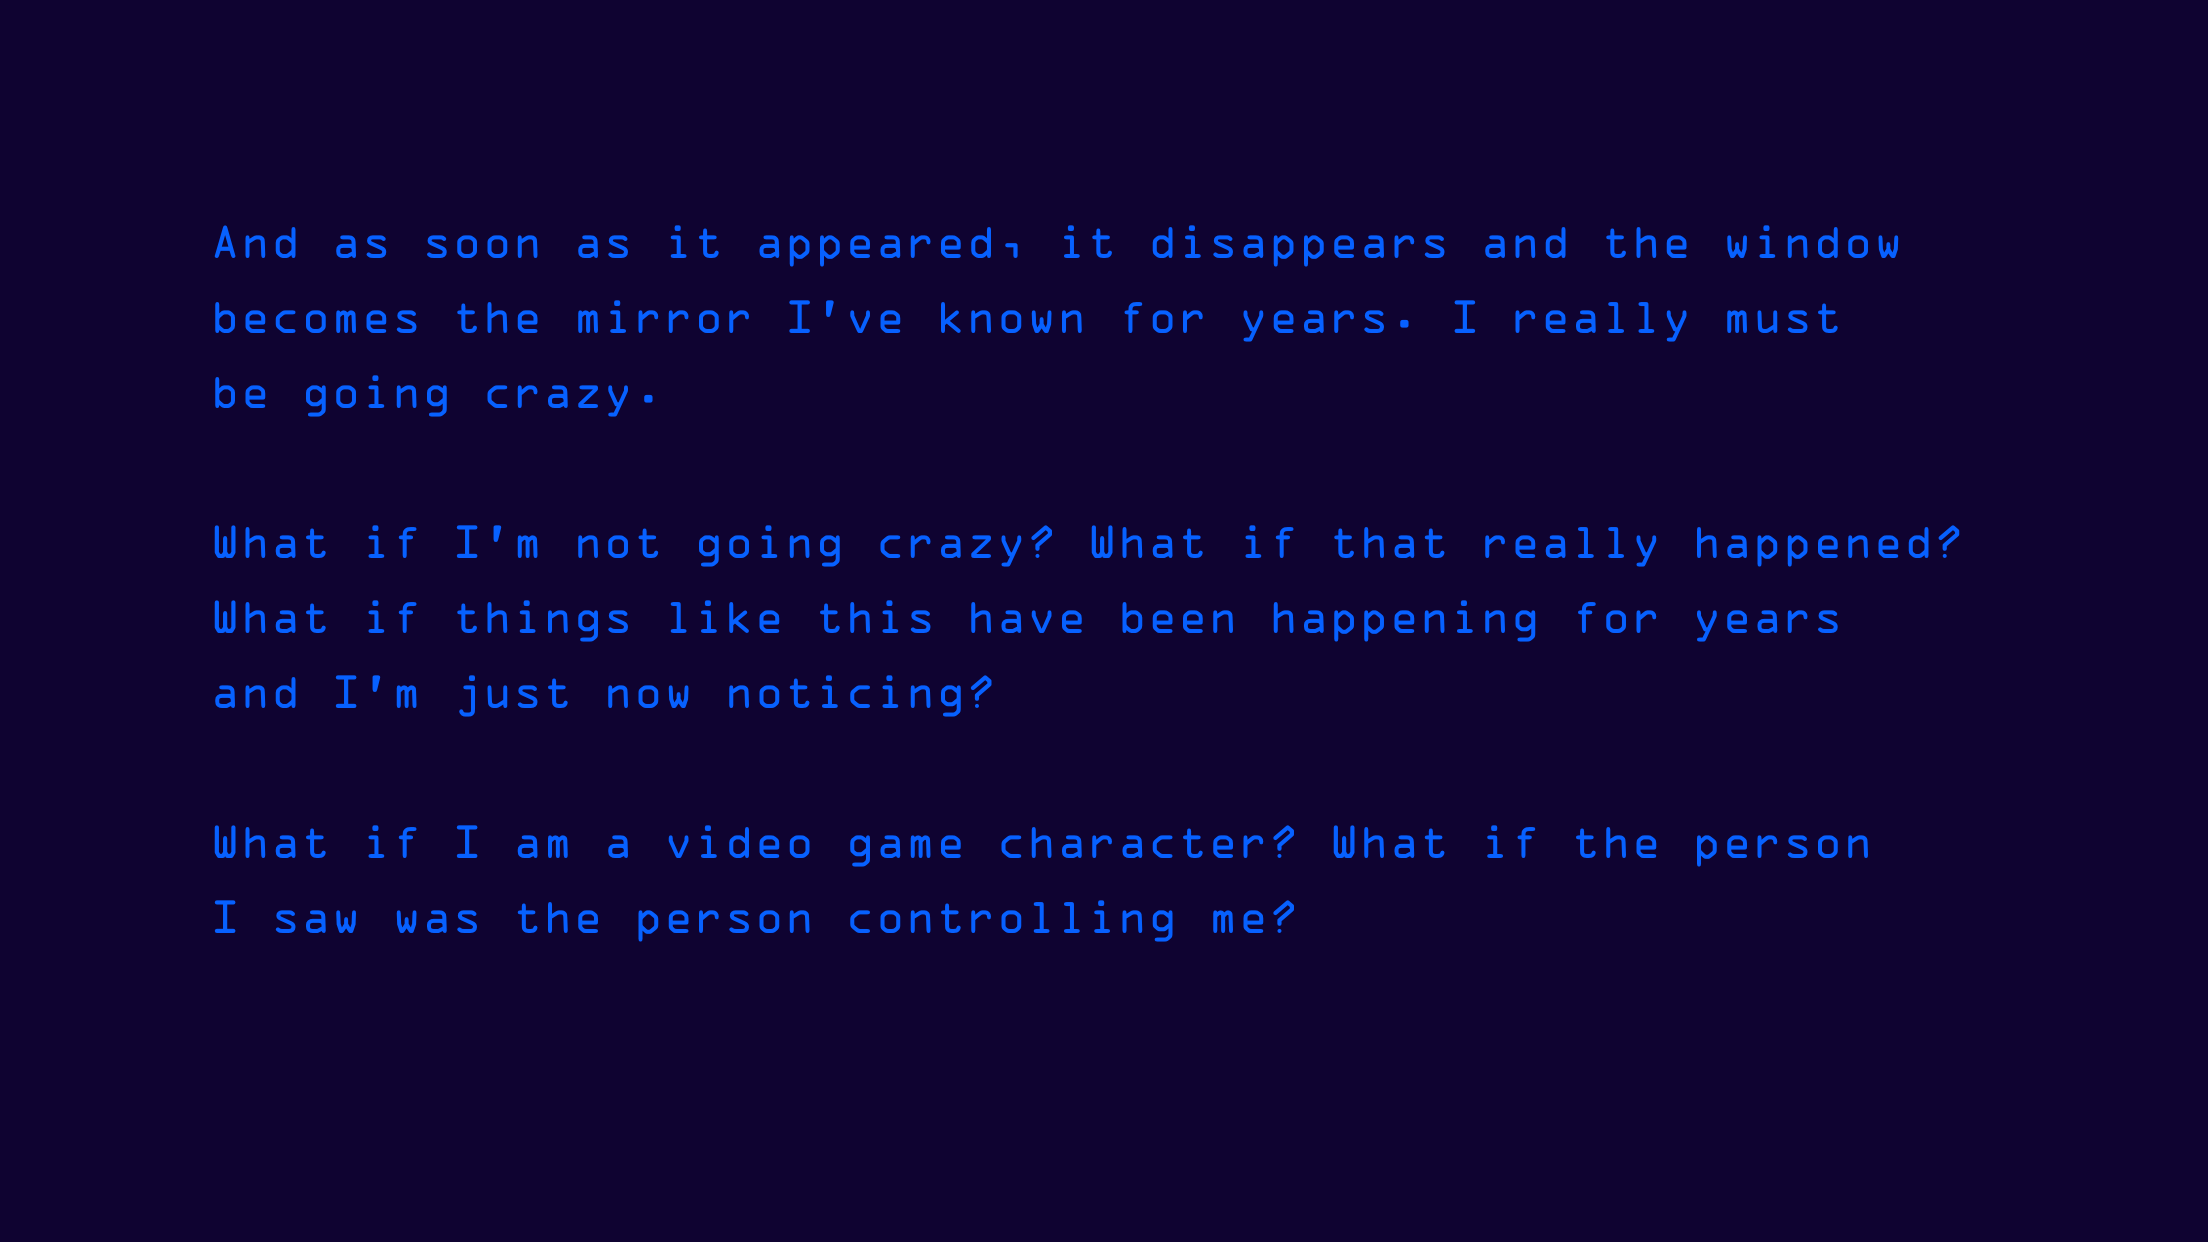 And as soon as it appeared, it disappears and the window
becomes the mirror I've known for years. I really must
be going crazy.
What if I'm not going crazy? What if that really happened?
What if things like this have been happening for years
and I'm just now noticing?
What if I am a video game character? What if the person
I saw was the person controlling me?